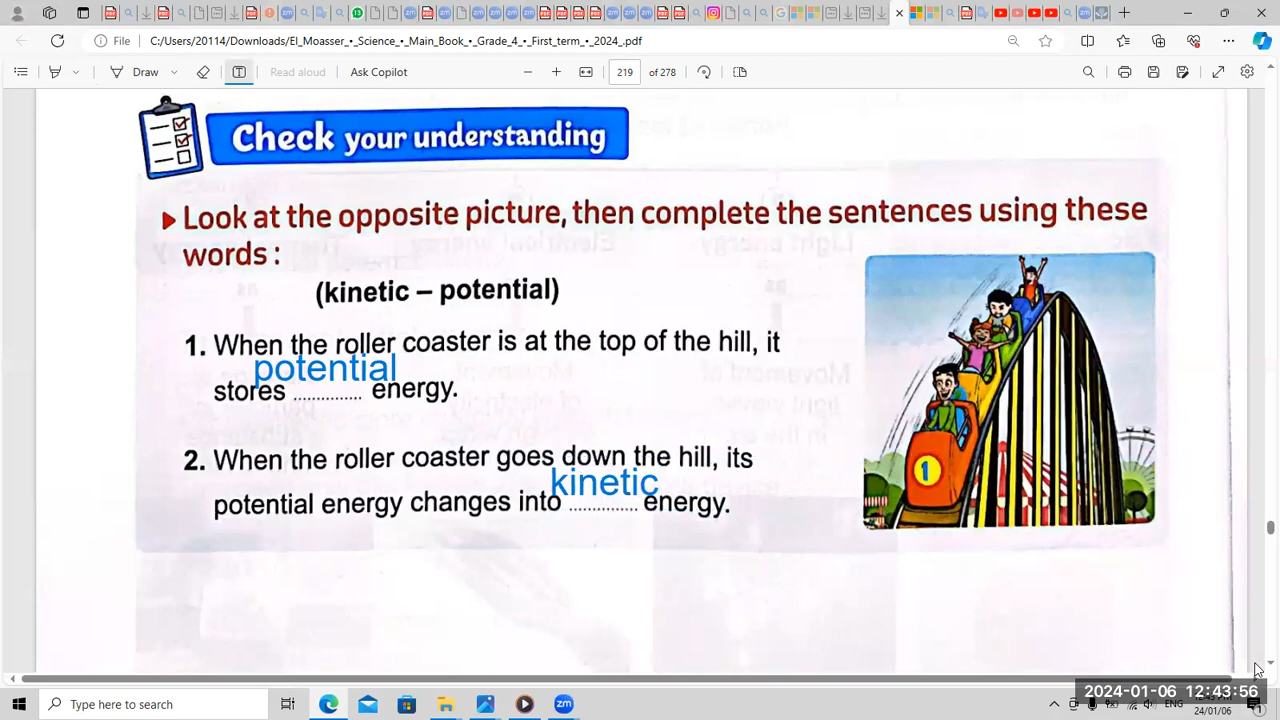 File C:/Users/20114/Downloads/El_Moasser_•_Science_•_Main_Book_•_Grade_4_•_First_term_•_2024_.pdf
Draw Read aloud Ask Copilot 219 of 278
Check your understanding
Look at the opposite picture, then complete the sentences using these
words :
(kinetic – potential)
1. When the roller coaster is at the top of the hill, it
potential
stores ............. energy.
2. When the roller coaster goes down the hill, its
kinetic
potential energy changes into ............. energy.
1
2024-01-06 12:43:56
Type here to search
ENG
24/01/06